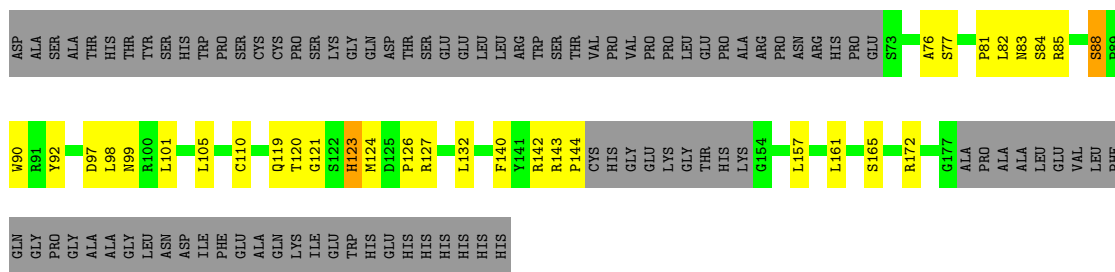 ASP ALA SER ALA THR HIS THR TYR SER HIS TRP PRO SER CYS CYS PRO SER LYS GLY GLN ASP THR SER GLU GLU LEU LEU ARG TRP SER THR VAL PRO VAL PRO PRO LEU GLU PRO ALA ARG PRO ASN ARG HIS PRO GLU S73 A76 S77 P81 L82 N83 S84 R85 S88
W90 R91 Y92 D97 L98 N99 R100 L101 L105 C110 Q119 T120 G121 S122 H123 M124 D125 P126 R127 L132 F140 Y141 R142 R143 P144 CYS HIS GLY GLU LYS GLY THR HIS LYS G154 L157 L161 S165 R172 G177 ALA PRO ALA ALA LEU GLU VAL LEU
GLN GLY PRO GLY ALA ALA GLY LEU ASN ASP ILE PHE GLU ALA GLN LYS ILE GLU TRP HIS GLU HIS HIS HIS HIS HIS HIS